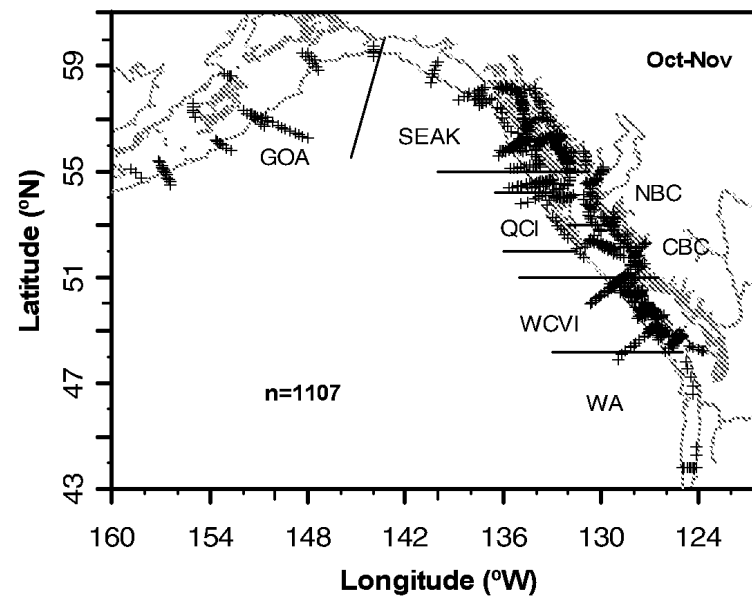 Oct-Nov
59
SEAK
GOA
55
NBC
QCI
CBC
51
WCVI
47
n=1107
WA
43
Latitude (ºN)
160 154 148 142 136 130 124
Longitude (ºW)